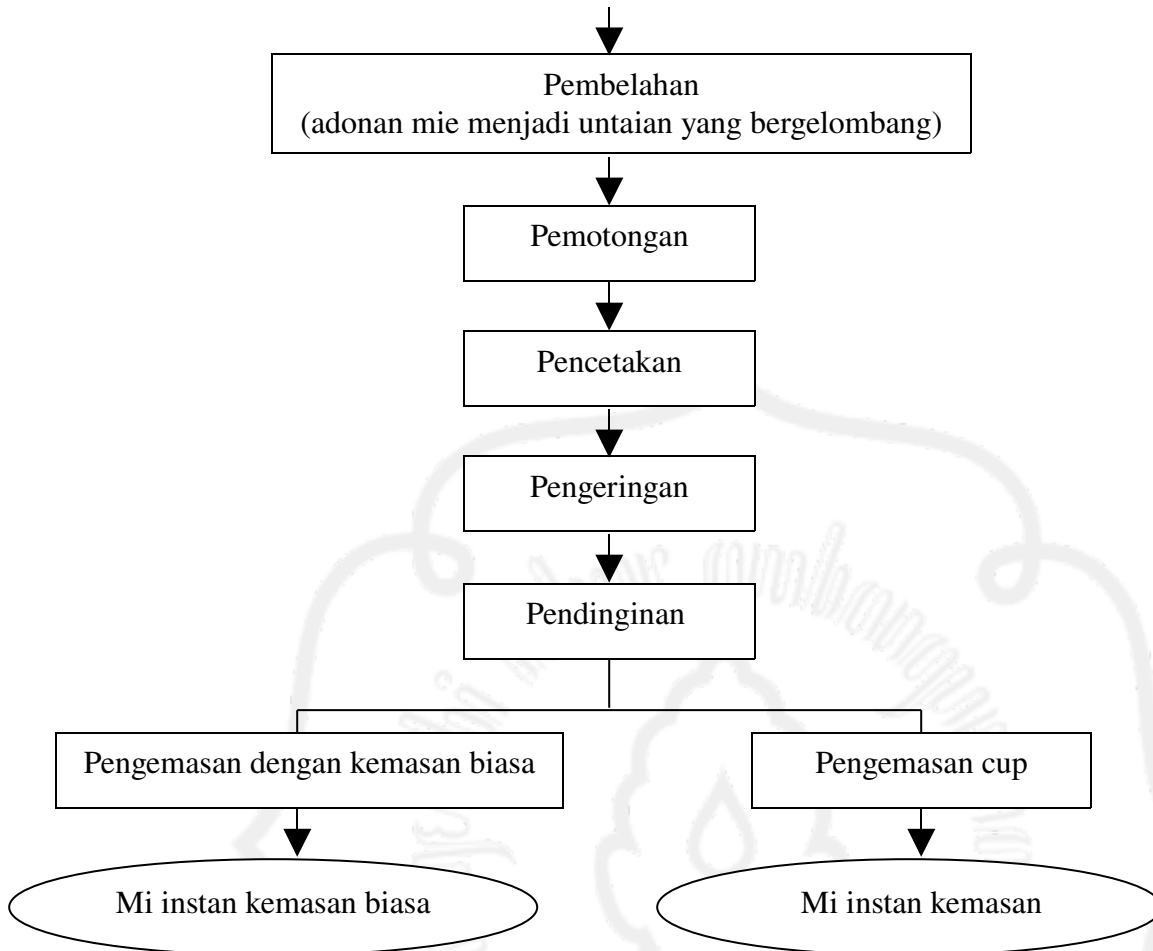 Pembelahan
(adonan mie menjadi untaian yang bergelombang)
Pemotongan
Pencetakan
Pengeringan
Pendinginan
Pengemasan dengan kemasan biasa
Pengemasan cup
Mi instan kemasan biasa
Mi instan kemasan